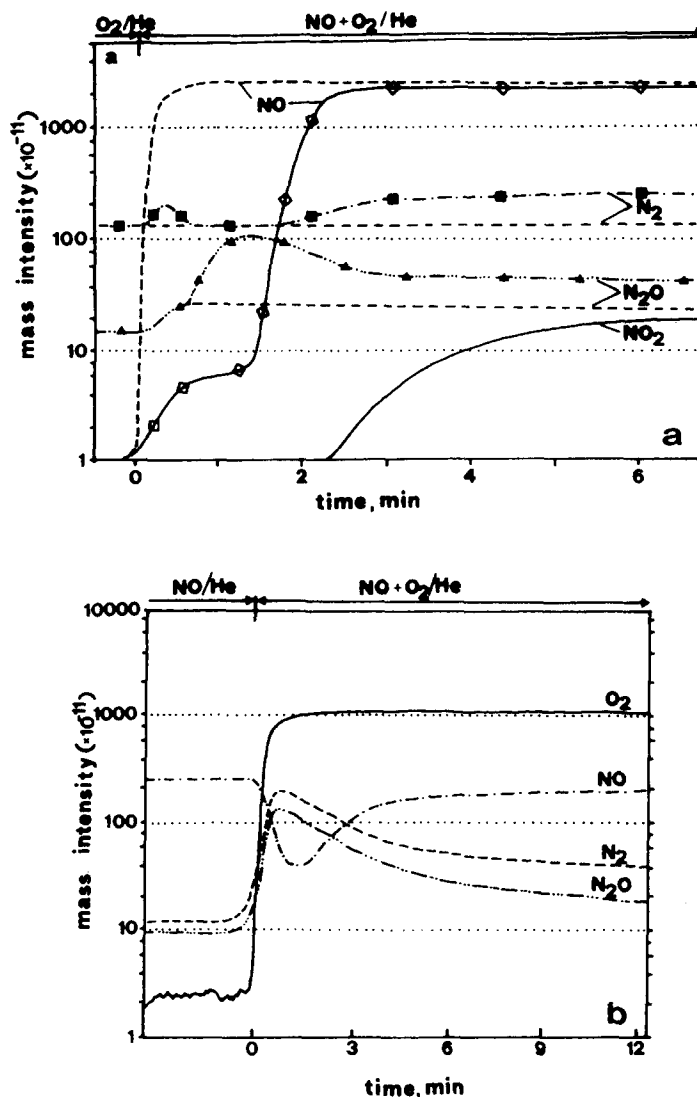 O2/He NO+O2/He
a
NO
N2
N2O
NO2
a
1000
100
10
1
0 2 4 6
mass intensity (×10-11)
time, min
NO/He NO+O2/He
10000
1000
100
10
1
O2
NO
N2
N2O
b
0 3 6 9 12
mass intensity (×10^11)
time, min